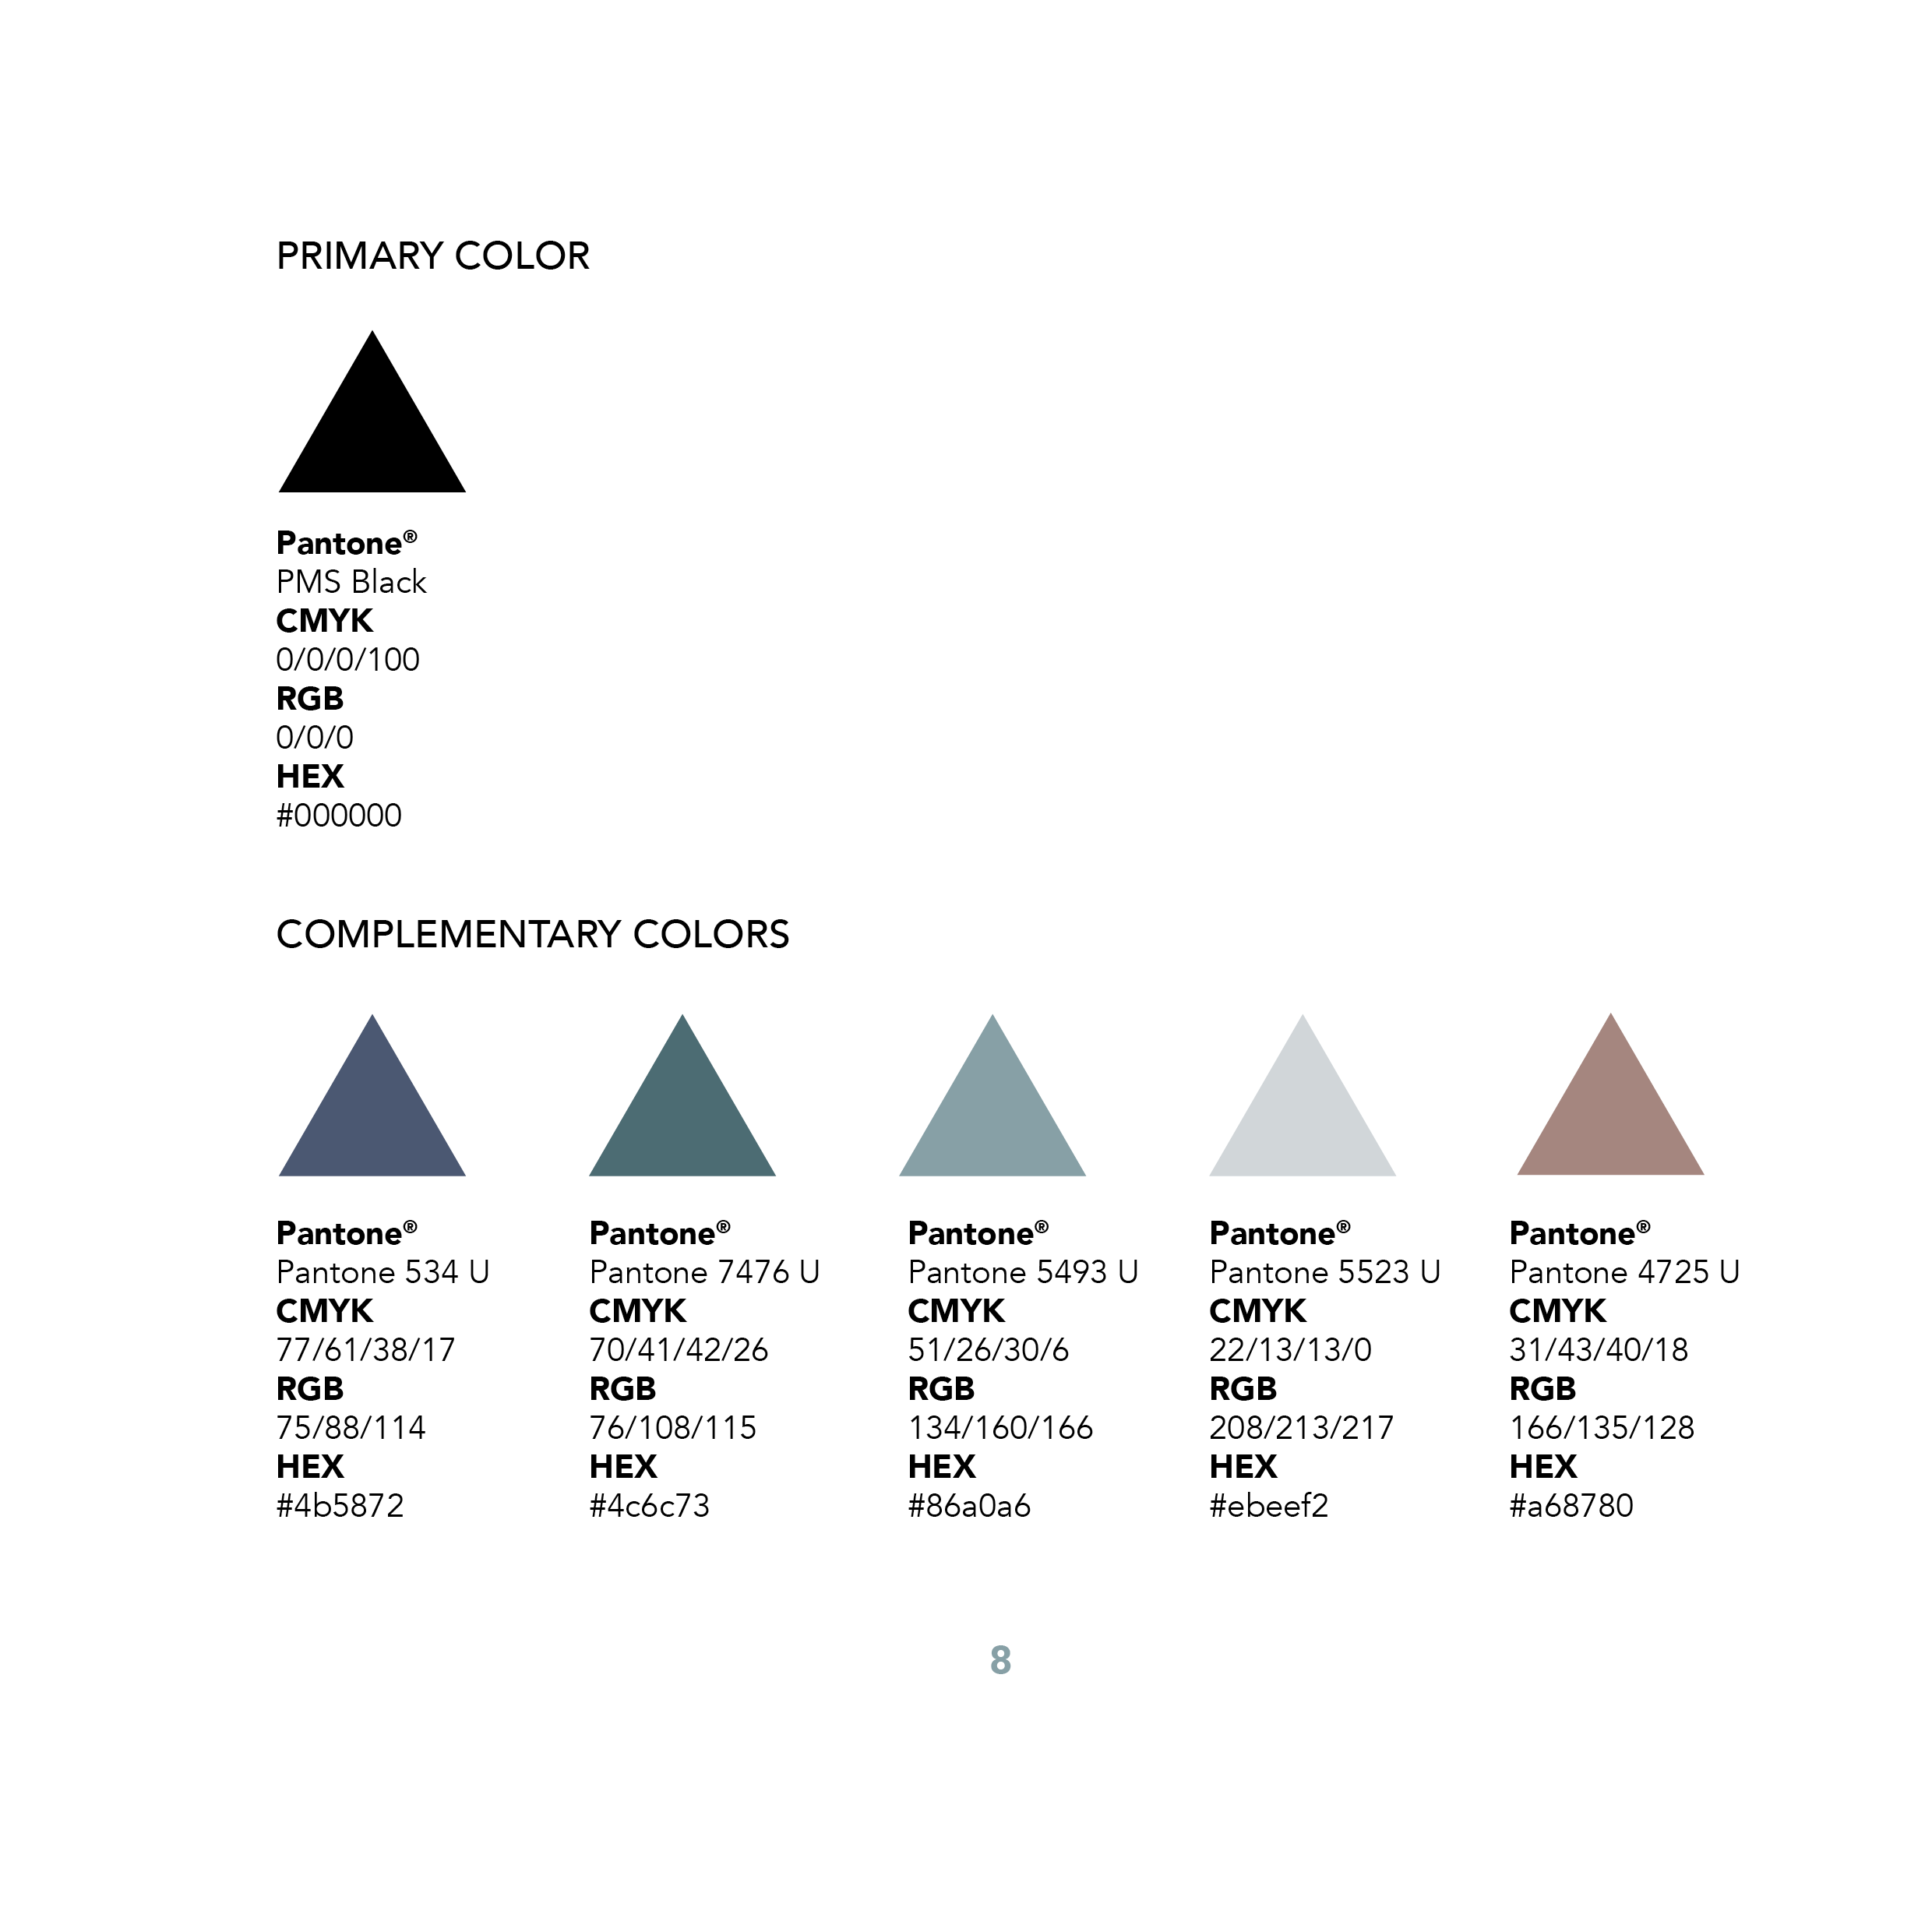 PRIMARY COLOR
Pantone®
PMS Black
CMYK
0/0/0/100
RGB
0/0/0
HEX
#000000
COMPLEMENTARY COLORS
Pantone®
Pantone 534 U
CMYK
77/61/38/17
RGB
75/88/114
HEX
#4b5872
Pantone®
Pantone 7476 U
CMYK
70/41/42/26
RGB
76/108/115
HEX
#4c6c73
Pantone®
Pantone 5493 U
CMYK
51/26/30/6
RGB
134/160/166
HEX
#86a0a6
Pantone®
Pantone 5523 U
CMYK
22/13/13/0
RGB
208/213/217
HEX
#ebeef2
Pantone®
Pantone 4725 U
CMYK
31/43/40/18
RGB
166/135/128
HEX
#a68780
8